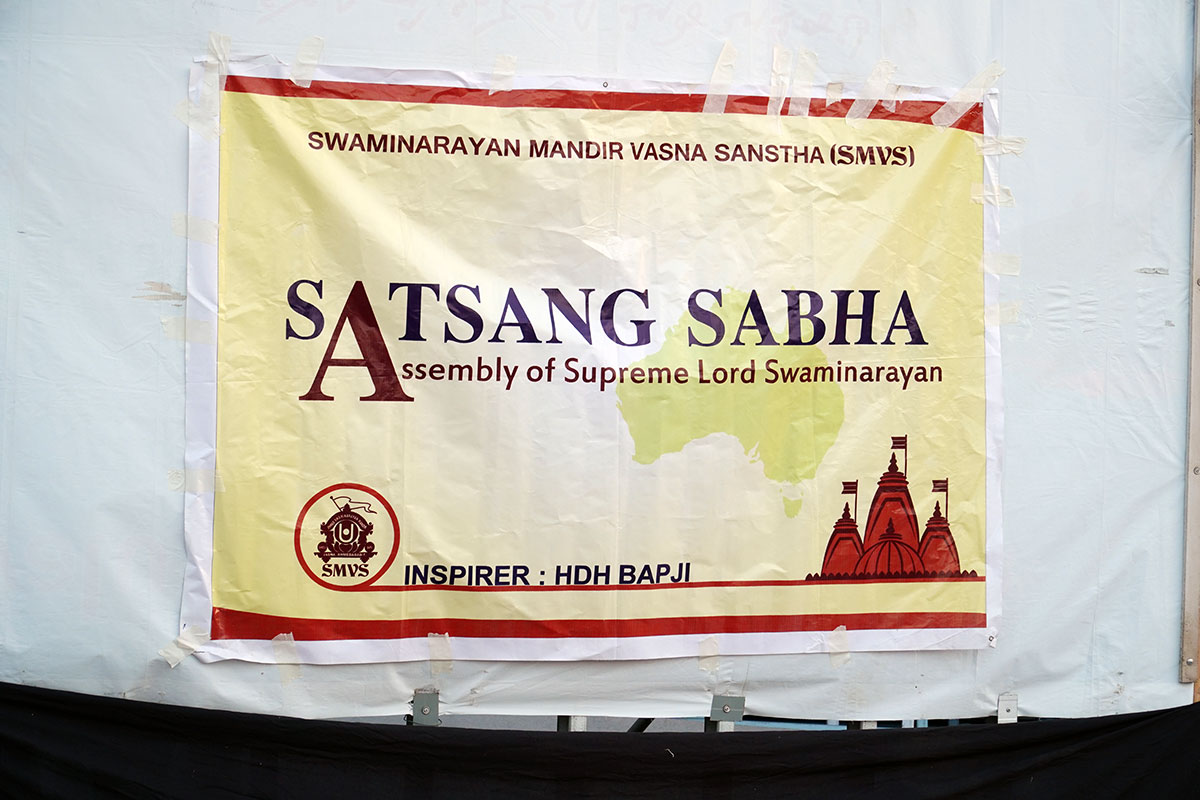 SWAMINARAYAN MANDIR VASNA SANSTHA (SMVS)
SATSANG SABHA
Assembly of Supreme Lord Swaminarayan
SMVS
INSPIRER : HDH BAPJI